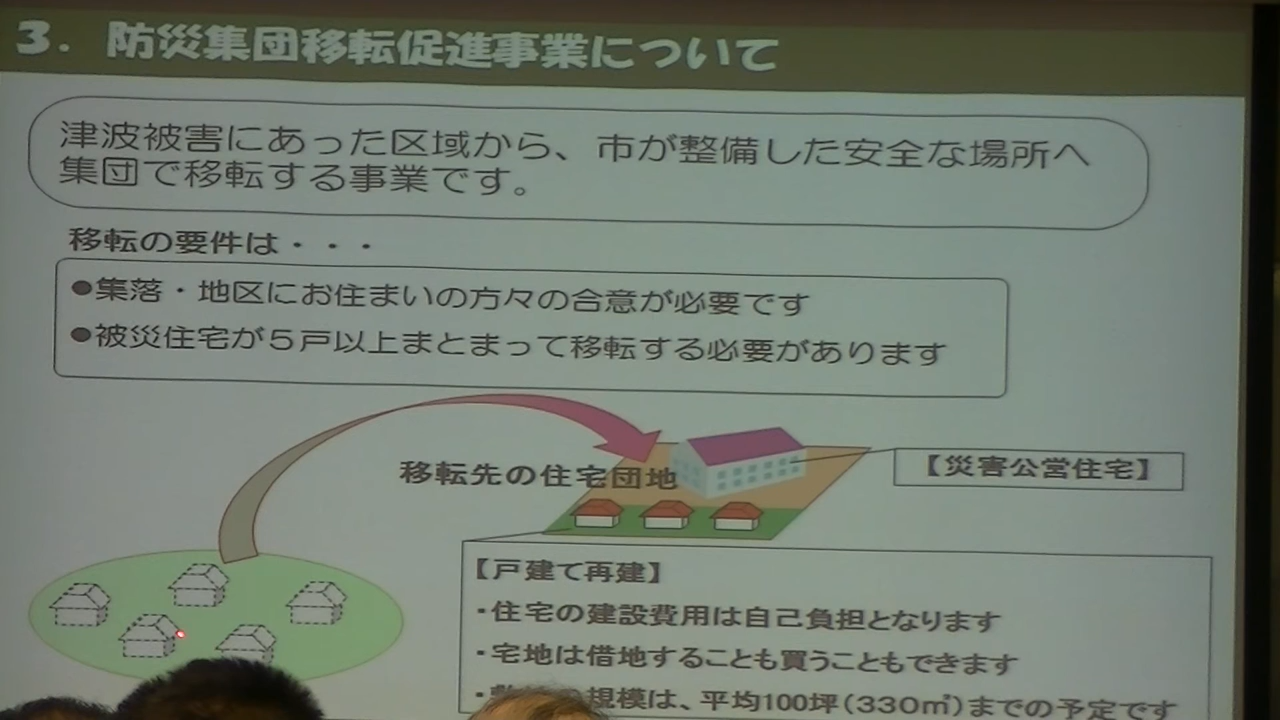 3. 防災集団移転促進事業について
津波被害にあった区域から、市が整備した安全な場所へ
集団で移転する事業です。
移転の要件は・・・
●集落・地区にお住まいの方々の合意が必要です
●被災住宅が5戸以上まとまって移転する必要があります
移転先の住宅団地
【災害公営住宅】
【戸建て再建】
・住宅の建設費用は自己負担となります
・宅地は借地することも買うこともできます
・規模は、平均100坪(330㎡)までの予定です